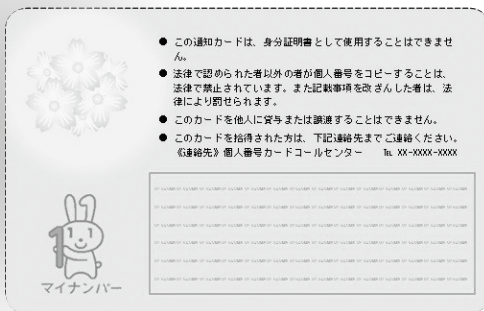 ● この通知カードは、身分証明書として使用することはできませ
ん。
● 法律で認められた者以外の者が個人番号をコピーすることは、
法律で禁止されています。また記載事項を改ざんした者は、法
律により罰せられます。
● このカードを他人に貸与または譲渡することはできません。
● このカードを拾得された方は、下記連絡先までご連絡ください。
《連絡先》個人番号カードコールセンター ℡ XX-XXXX-XXXX
1
マイナンバー